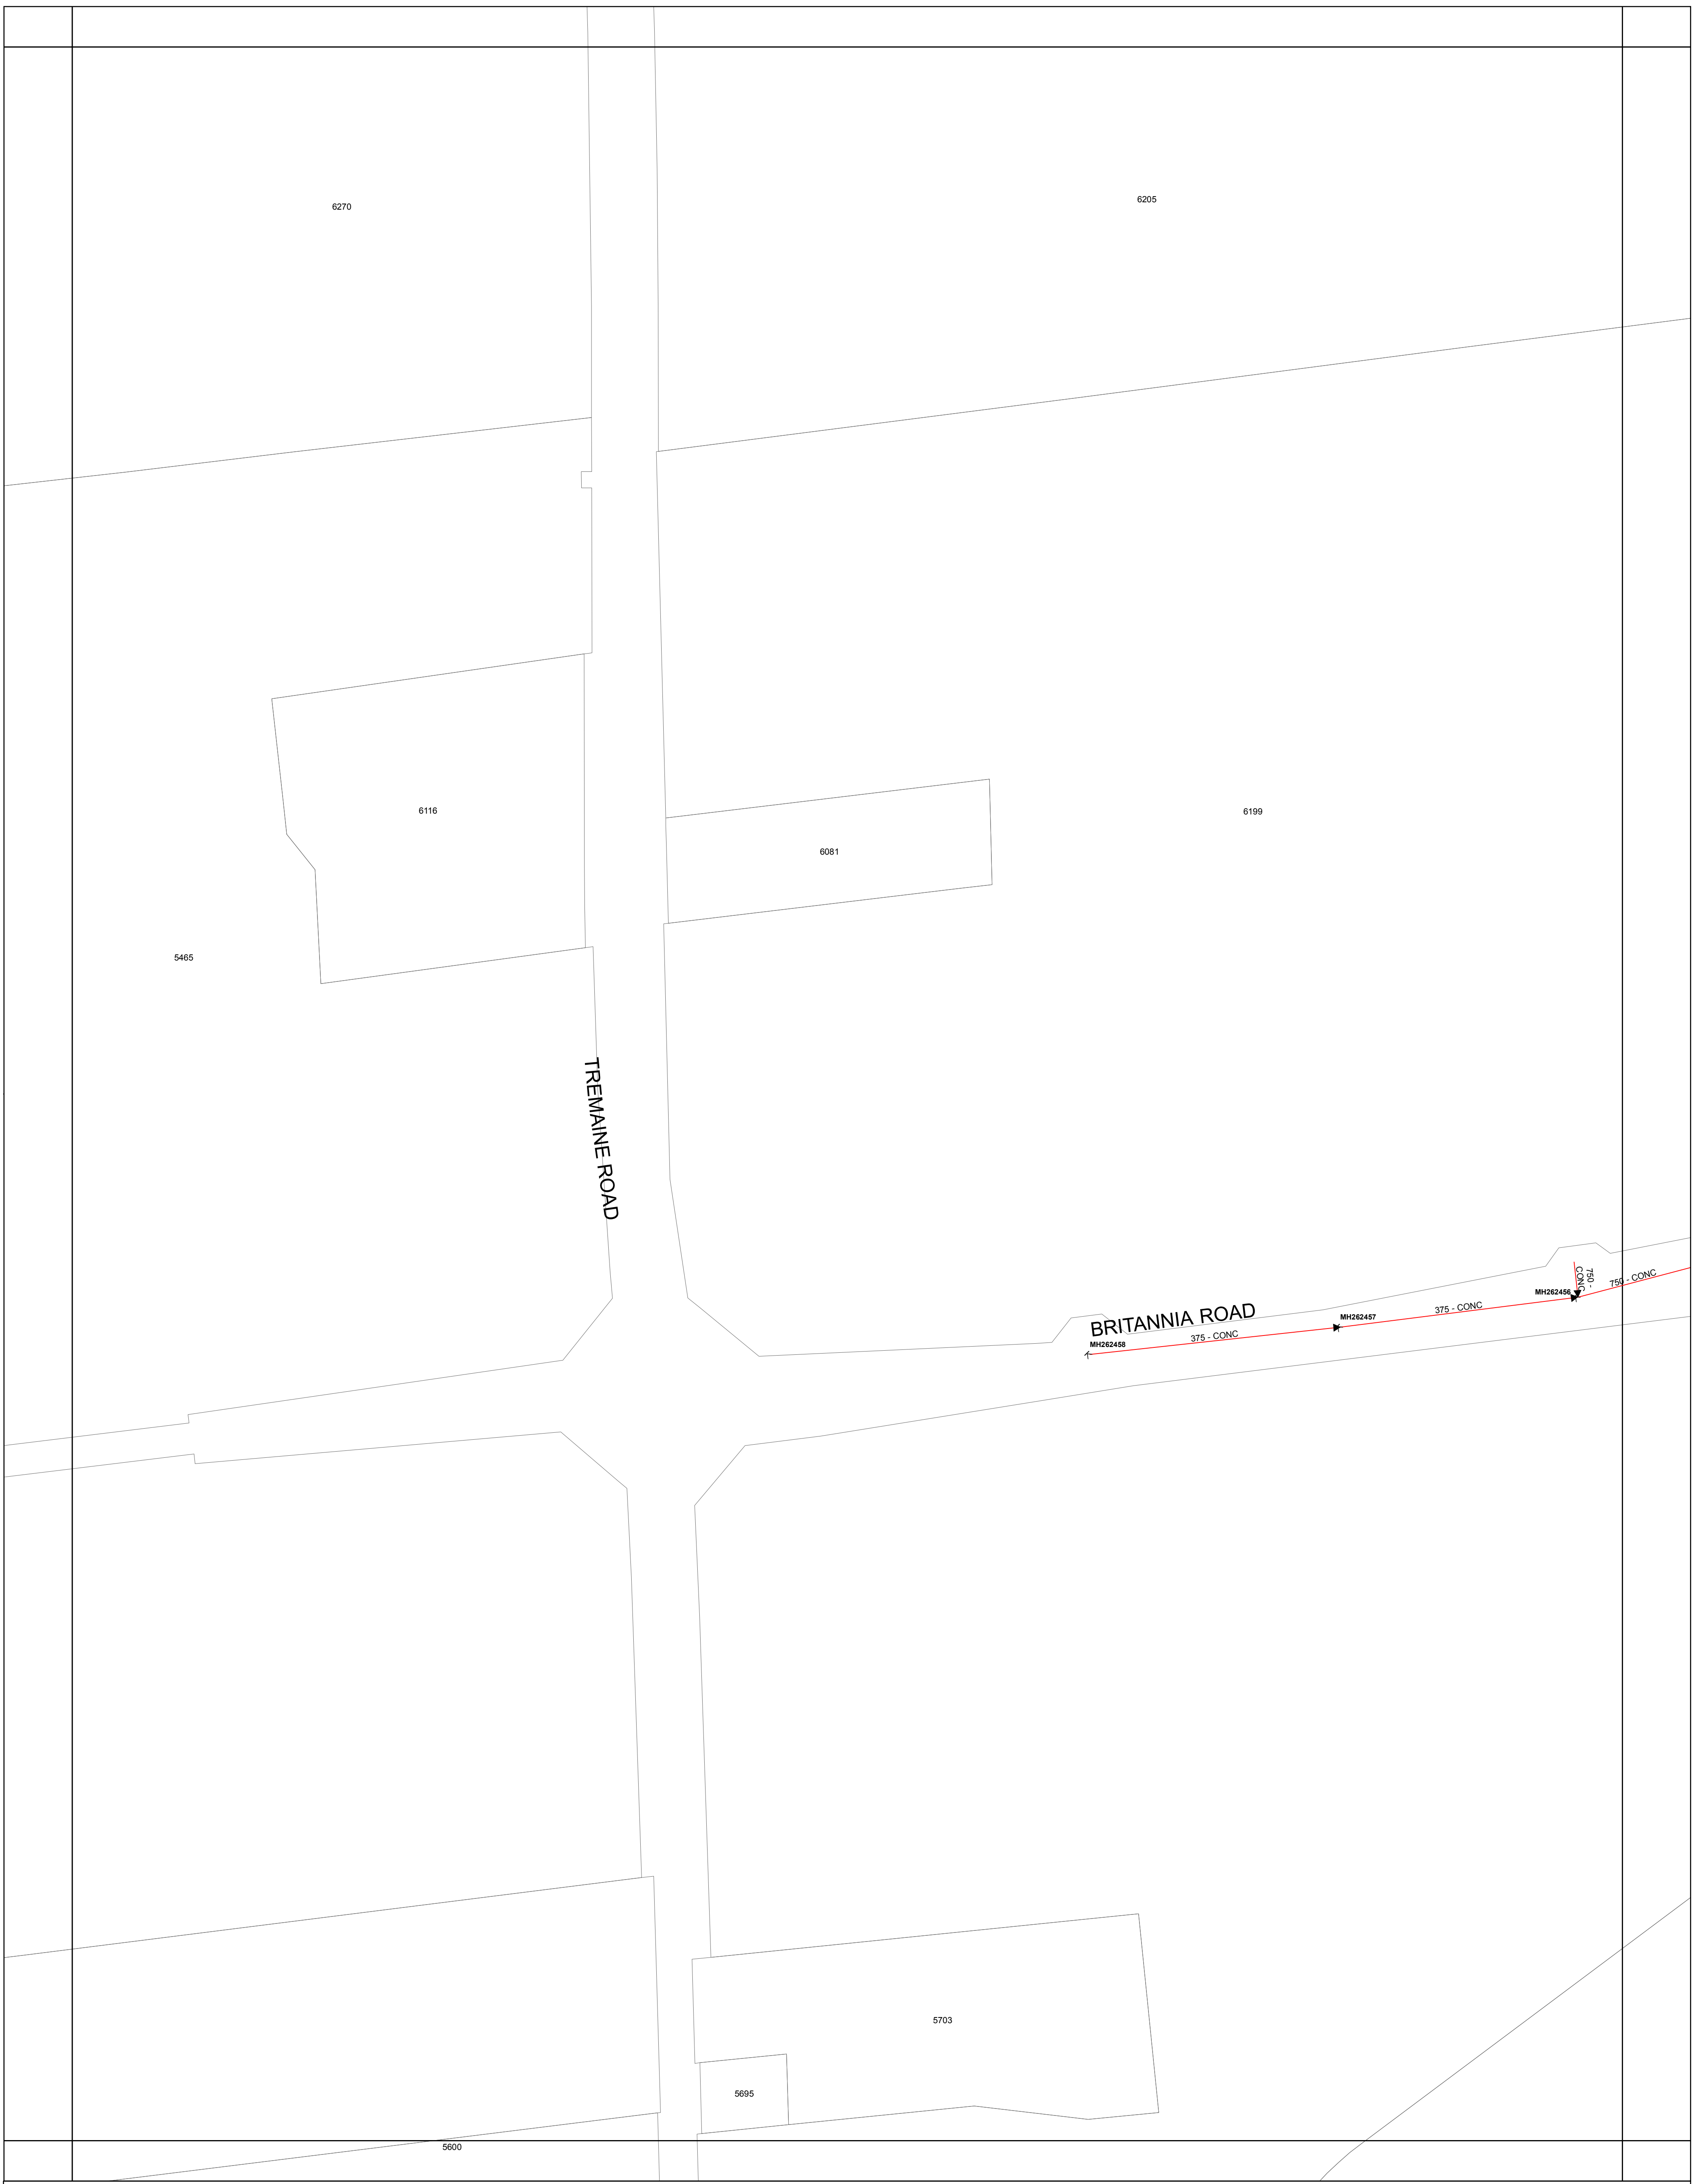 6270
6205
6116
6081
6199
5465
TREMAINE ROAD
750 -
CONC
750 - CONC
MH262456
375 - CONC
BRITANNIA ROAD
MH262457
375 - CONC
MH262458
5703
5695
5600